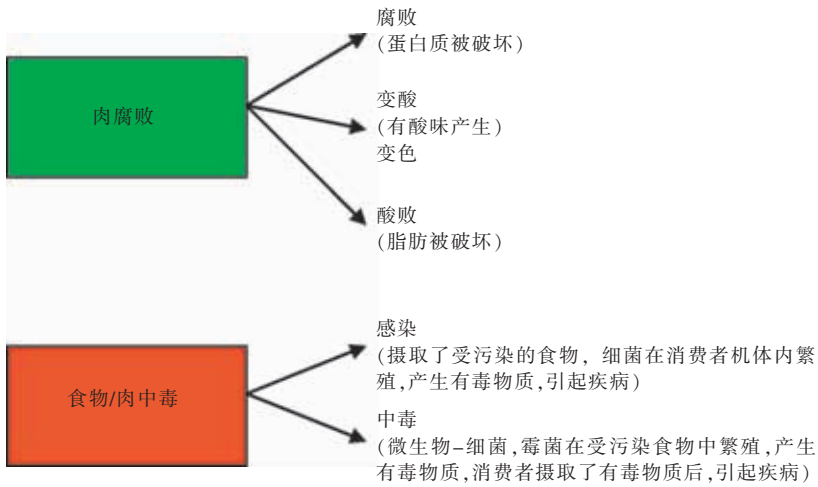 腐败
(蛋白质被破坏)
肉腐败
变酸
(有酸味产生)
变色
酸败
(脂肪被破坏)
感染
(摄取了受污染的食物, 细菌在消费者机体内繁
殖,产生有毒物质,引起疾病)
食物/肉中毒
中毒
(微生物–细菌,霉菌在受污染食物中繁殖,产生
有毒物质,消费者摄取了有毒物质后,引起疾病)